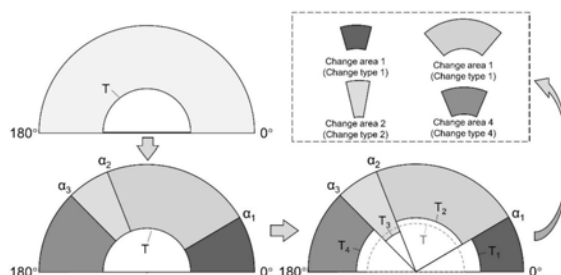 T
180°
0°
Change area 1
(Change type 1)
Change area 1
(Change type 1)
Change area 2
(Change type 2)
Change area 4
(Change type 4)
α₃
α₂
α₁
T
180°
0°
α₃
α₂
α₁
T₃
T₂
T
T₄
T₁
180°
0°